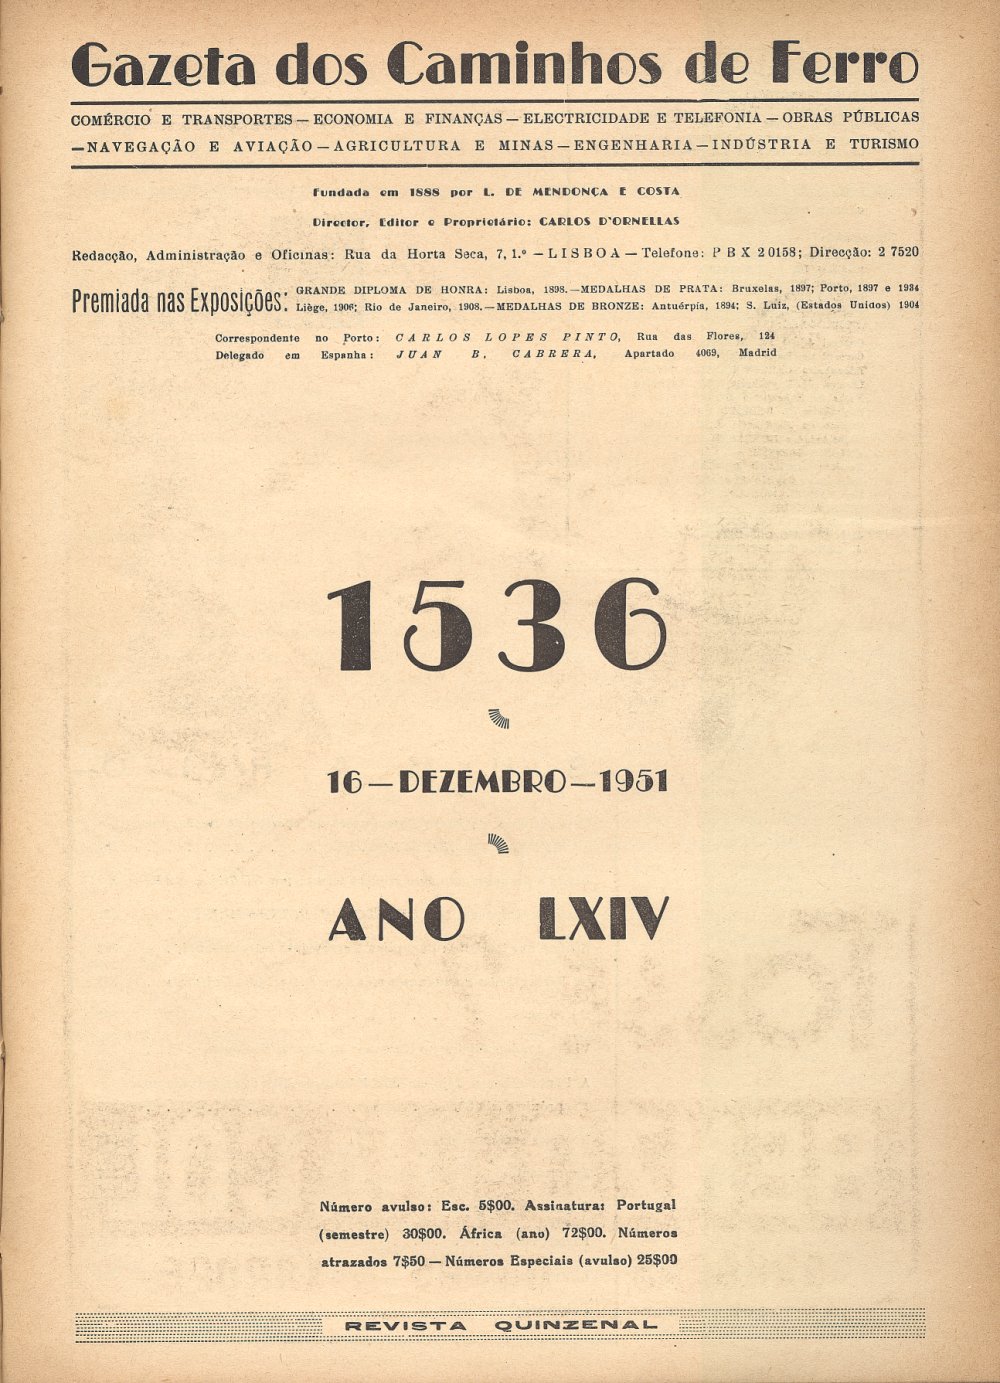 Gazeta dos Caminhos de Ferro
COMÉRCIO E TRANSPORTES — ECONOMIA E FINANÇAS — ELECTRICIDADE E TELEFONIA — OBRAS PÚBLICAS
— NAVEGAÇÃO E AVIAÇÃO — AGRICULTURA E MINAS — ENGENHARIA — INDÚSTRIA E TURISMO
Fundada em 1888 por L. DE MENDONÇA E COSTA
Director, Editor e Proprietário: CARLOS D'ORNELLAS
Redacção, Administração e Oficinas: Rua da Horta Seca, 7, 1.º — LISBOA — Telefone: P B X 2 0158; Direcção: 2 7520
Premiada nas Exposições: GRANDE DIPLOMA DE HONRA: Lisboa, 1898. — MEDALHAS DE PRATA: Bruxelas, 1897; Porto, 1897 e 1934
Liège, 1906; Rio de Janeiro, 1908. — MEDALHAS DE BRONZE: Antuérpia, 1894; S. Luiz, (Estados Unidos) 1904
Correspondente no Porto: CARLOS LOPES PINTO, Rua das Flores, 124
Delegado em Espanha: JUAN B. CABRERA, Apartado 4069, Madrid
1536
16 — DEZEMBRO — 1951
ANO LXIV
Número avulso: Esc. 5$00. Assinatura: Portugal
(semestre) 30$00. África (ano) 72$00. Números
atrazados 7$50 — Números Especiais (avulso) 25$00
REVISTA QUINZENAL